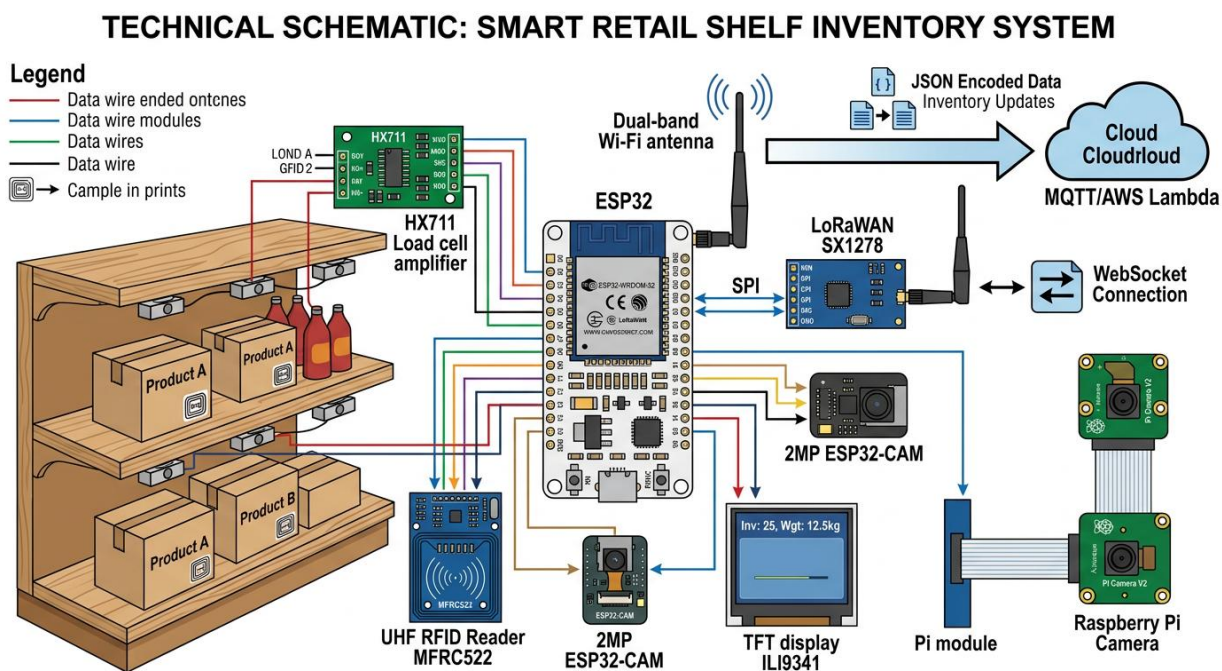 TECHNICAL SCHEMATIC: SMART RETAIL SHELF INVENTORY SYSTEM
Legend
Data wire ended ontcnes
Data wire modules
Data wires
Data wire
Cample in prints
HX711
LOND A
GFID 2
HX711
Load cell
amplifier
Dual-band
Wi-Fi antenna
JSON Encoded Data
Inventory Updates
Cloud
Cloudrloud
MQTT/AWS Lambda
ESP32
ESP32-WRDOM-32
CE
LoRaWAN
SX1278
SPI
WebSocket
Connection
Product A
Product A
Product B
Product A
2MP ESP32-CAM
Pi Camera V2
Inv: 25, Wgt: 12.5kg
MFRC522
ESP32-CAM
UHF RFID Reader
MFRC522
2MP
ESP32-CAM
TFT display
ILI9341
Pi module
Raspberry Pi
Camera